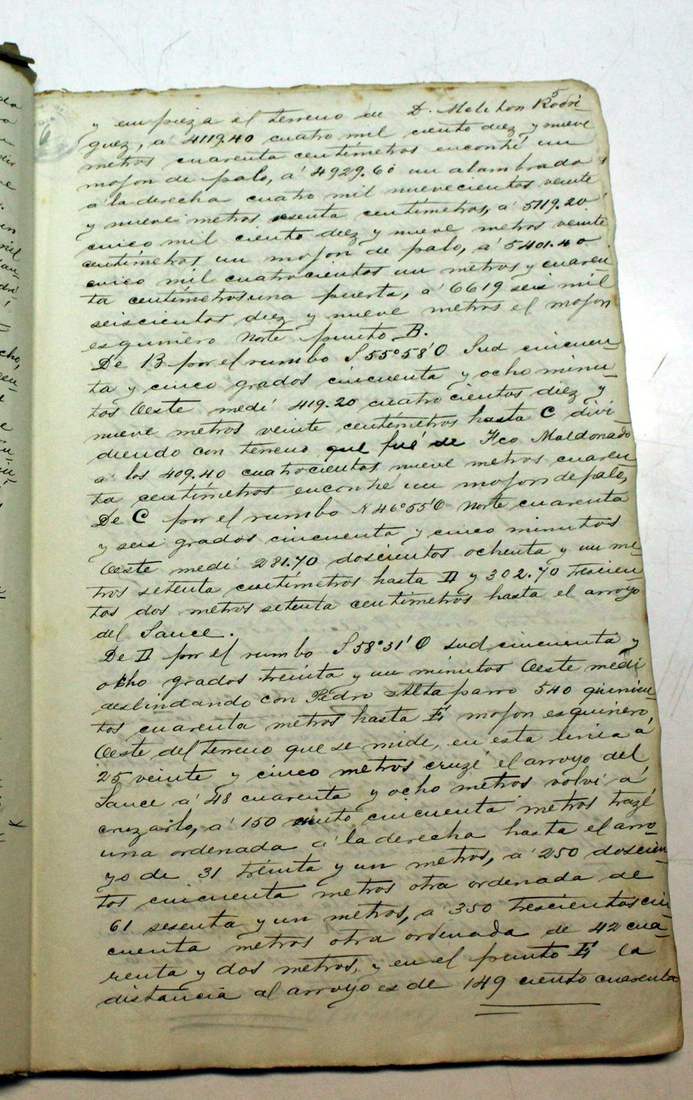 y empieza el terreno de D. Meleton Rodri
guez, a 4119.40 cuatro mil ciento diez y nueve
metros cuarenta centímetros encontré un
mojon de palo, a 4929.60 un alambrado
a la derecha cuatro mil nuevecientos veinte
y nueve metros sesenta centímetros, a 5119.20
cinco mil ciento diez y nueve metros veinte
centímetros un mojon de palo, a 5401.40
cinco mil cuatrocientos un metros y cuaren
ta centímetros una puerta, a 6619 seis mil
seiscientos diez y nueve metros el mojon
esquinero Norte punto B.
De B por el rumbo S 55°58'O Sud cincuen
ta y cinco grados cincuenta y ocho minu
tos Oeste medí 419.20 cuatrocientos diez y
nueve metros veinte centímetros hasta C divi
diendo con terreno que fué de Fco Maldonado
a los 409.40 cuatrocientos nueve metros cuaren
ta centímetros encontré un mojon de palo,
De C por el rumbo N 46°55'O Norte cuarenta
y seis grados cincuenta y cinco minutos
Oeste medí 281.70 doscientos ochenta y un me
tros setenta centímetros hasta D y 302.70 trescien
tos dos metros setenta centímetros hasta el arroyo
del Sauce.
De D por el rumbo S 58°31'O Sud cincuenta y
ocho grados treinta y un minutos Oeste medí
deslindando con Pedro Altaparro 540 quinien
tos cuarenta metros hasta E mojon esquinero
Oeste del terreno que se mide, en esta linea á
25 veinte y cinco metros cruzé el arroyo del
Sauce a 48 cuarenta y ocho metros volví á
cruzarlo, a 150 ciento cincuenta metros trazé
una ordenada á la derecha hasta el arro
yo de 31 treinta y un metros, a 250 doscien
tos cincuenta metros otra ordenada de
61 sesenta y un metros, a 350 trescientos cin
cuenta metros otra ordenada de 42 cua
renta y dos metros, y en el punto E la
distancia al arroyo es de 149 ciento cuarenta